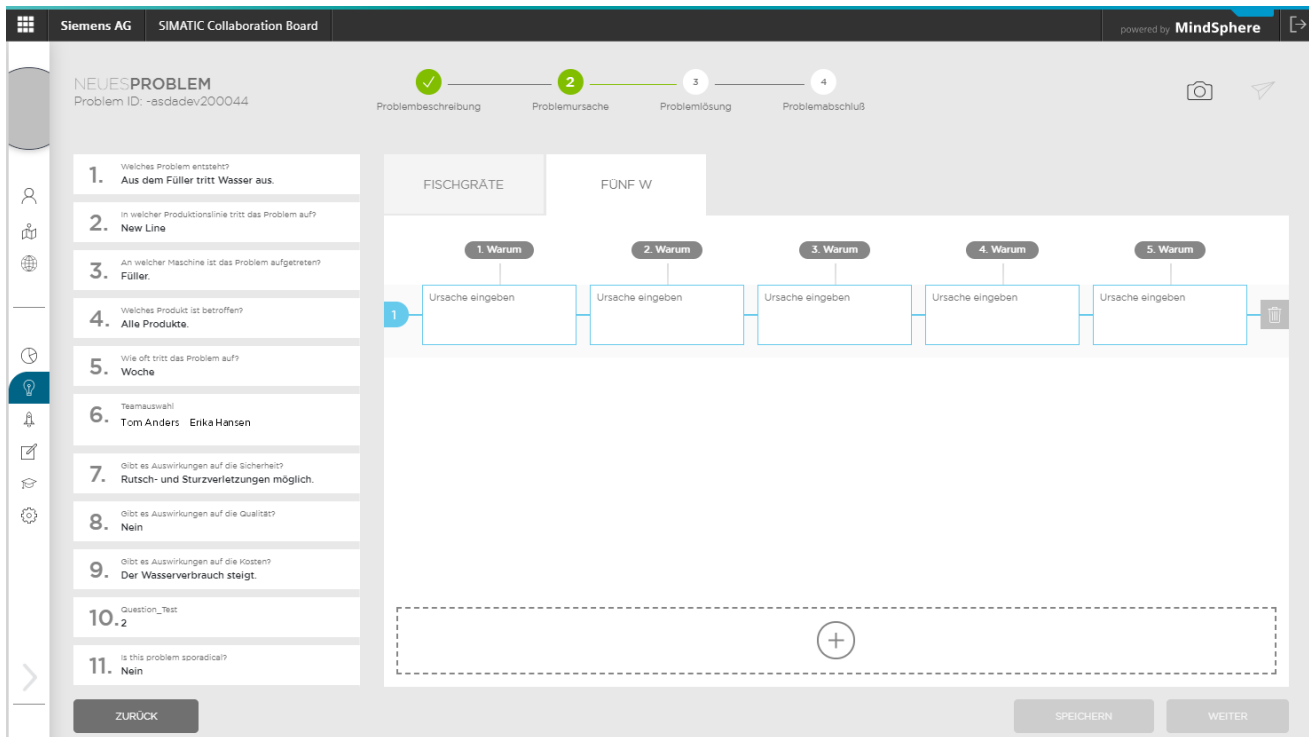 Siemens AG SIMATIC Collaboration Board powered by MindSphere
NEUESPROBLEM
Problem ID: -asdadev200044
2 3 4
Problembeschreibung Problemursache Problemlösung Problemabschluß
1. Welches Problem entsteht?
Aus dem Füller tritt Wasser aus.
2. In welcher Produktionslinie tritt das Problem auf?
New Line
3. An welcher Maschine ist das Problem aufgetreten?
Füller.
4. Welches Produkt ist betroffen?
Alle Produkte.
5. Wie oft tritt das Problem auf?
Woche
6. Teamauswahl
Tom Anders Erika Hansen
7. Gibt es Auswirkungen auf die Sicherheit?
Rutsch- und Sturzverletzungen möglich.
8. Gibt es Auswirkungen auf die Qualität?
Nein
9. Gibt es Auswirkungen auf die Kosten?
Der Wasserverbrauch steigt.
10. Question_Test
2
11. Is this problem sporadical?
Nein
FISCHGRÄTE FÜNF W
1. Warum 2. Warum 3. Warum 4. Warum 5. Warum
1 Ursache eingeben Ursache eingeben Ursache eingeben Ursache eingeben Ursache eingeben
ZURÜCK SPEICHERN WEITER